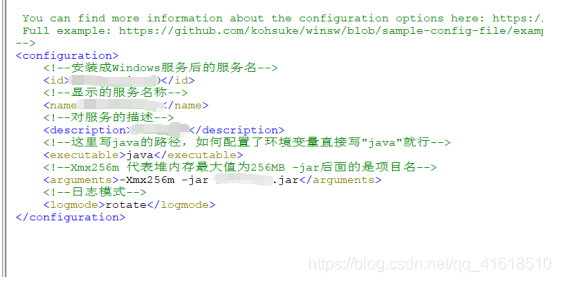 You can find more information about the configuration options here: https:/
Full example: https://github.com/kohsuke/winsw/blob/sample-config-file/examp
-->
<configuration>
<!--安装成Windows服务后的服务名-->
<id></id>
<!--显示的服务名称-->
<name</name>
<!--对服务的描述-->
<description></description>
<!--这里写java的路径，如何配置了环境变量直接写"java"就行-->
<executable>java</executable>
<!--Xmx256m 代表堆内存最大值为256MB -jar后面的是项目名-->
<arguments>-Xmx256m -jar .jar</arguments>
<!--日志模式-->
<logmode>rotate</logmode>
</configuration>
https://blog.csdn.net/qq_41618510